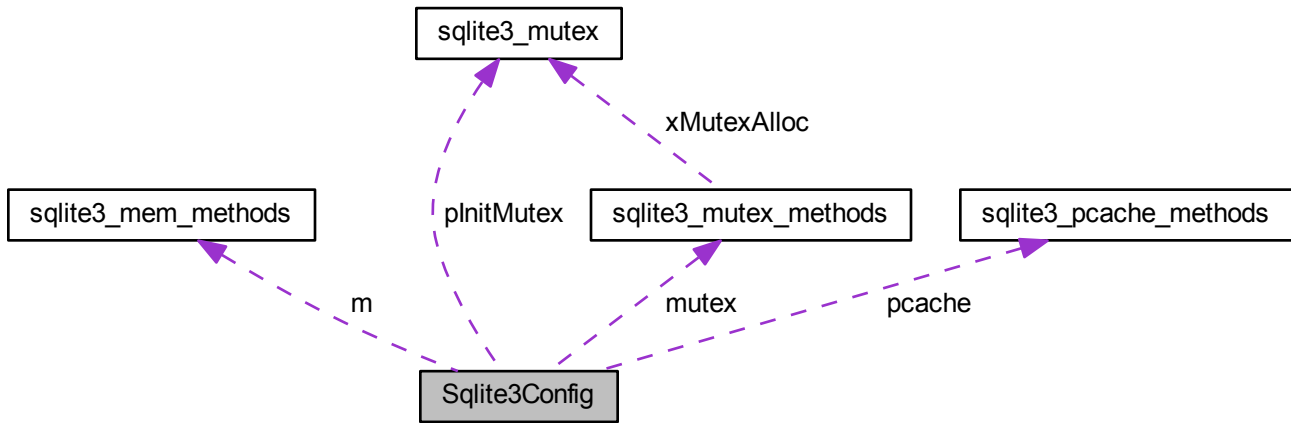 sqlite3_mutex
xMutexAlloc
sqlite3_mem_methods
pInitMutex
sqlite3_mutex_methods
sqlite3_pcache_methods
m
mutex
pcache
Sqlite3Config